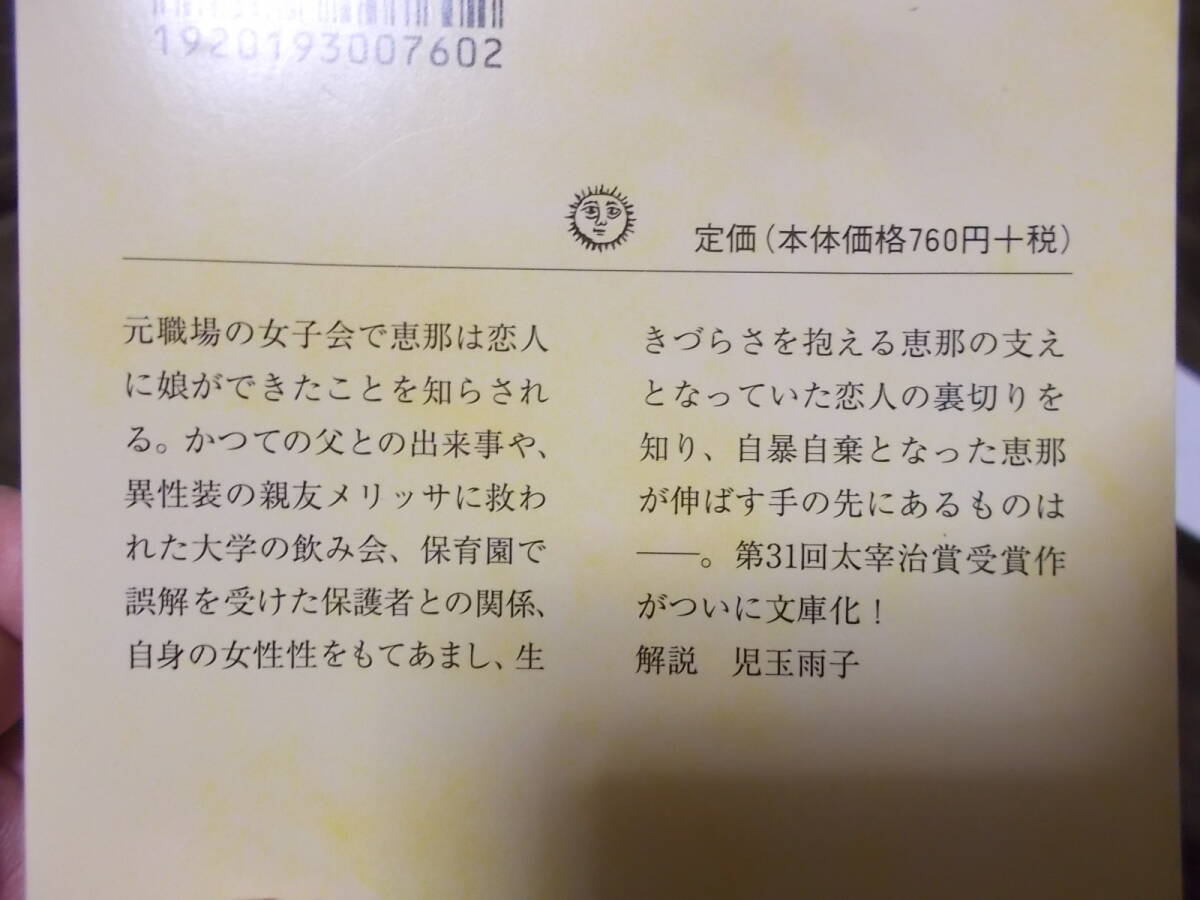 1920193007602
定価(本体価格760円+税)
元職場の女子会で恵那は恋人
に娘ができたことを知らされ
る。かつての父との出来事や、
異性装の親友メリッサに救わ
れた大学の飲み会、保育園で
誤解を受けた保護者との関係、
自身の女性性をもてあまし、生
きづらさを抱える恵那の支え
となっていた恋人の裏切りを
知り、自暴自棄となった恵那
が伸ばす手の先にあるものは
――。第31回太宰治賞受賞作
がついに文庫化!
解説 児玉雨子